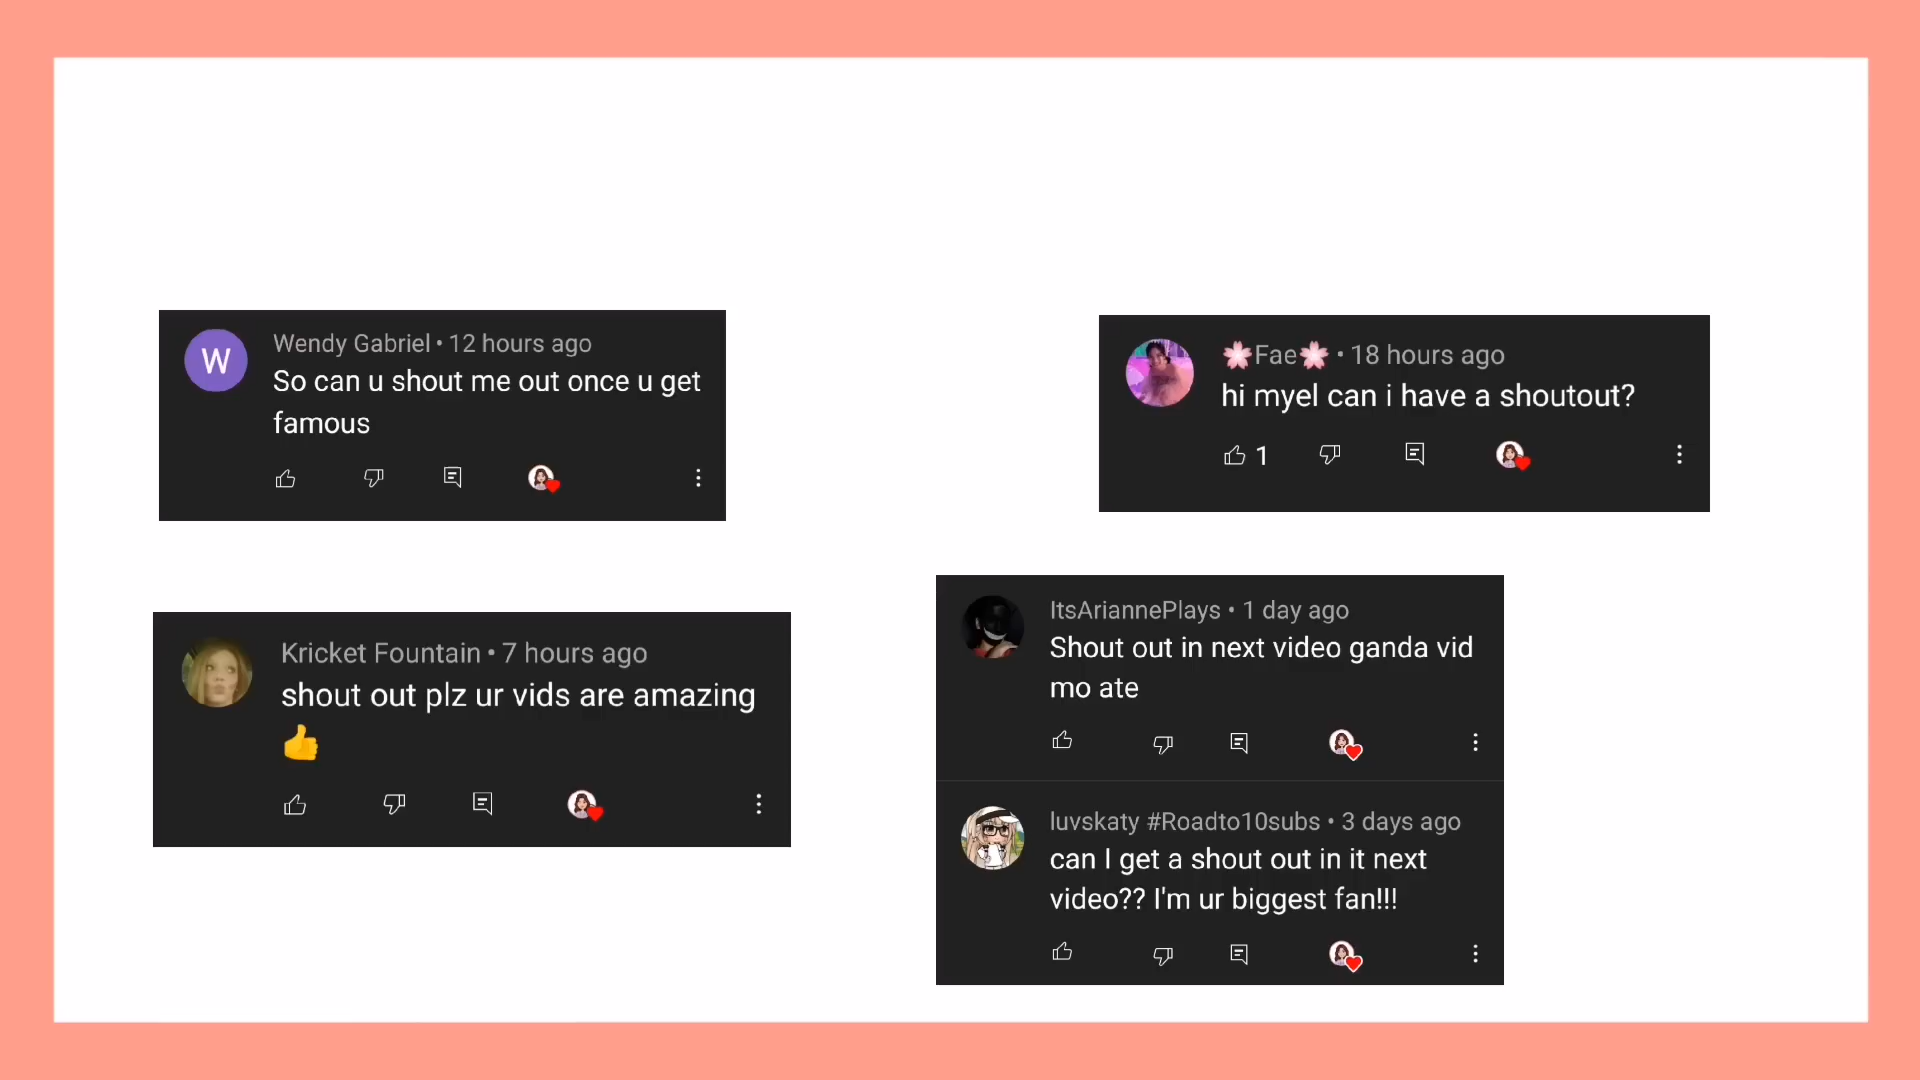 W
Wendy Gabriel • 12 hours ago
So can u shout me out once u get
famous
🌸Fae🌸 • 18 hours ago
hi myel can i have a shoutout?
1
Kricket Fountain • 7 hours ago
shout out plz ur vids are amazing
👍
ItsAriannePlays • 1 day ago
Shout out in next video ganda vid
mo ate
luvskaty #Roadto10subs • 3 days ago
can I get a shout out in it next
video?? I'm ur biggest fan!!!